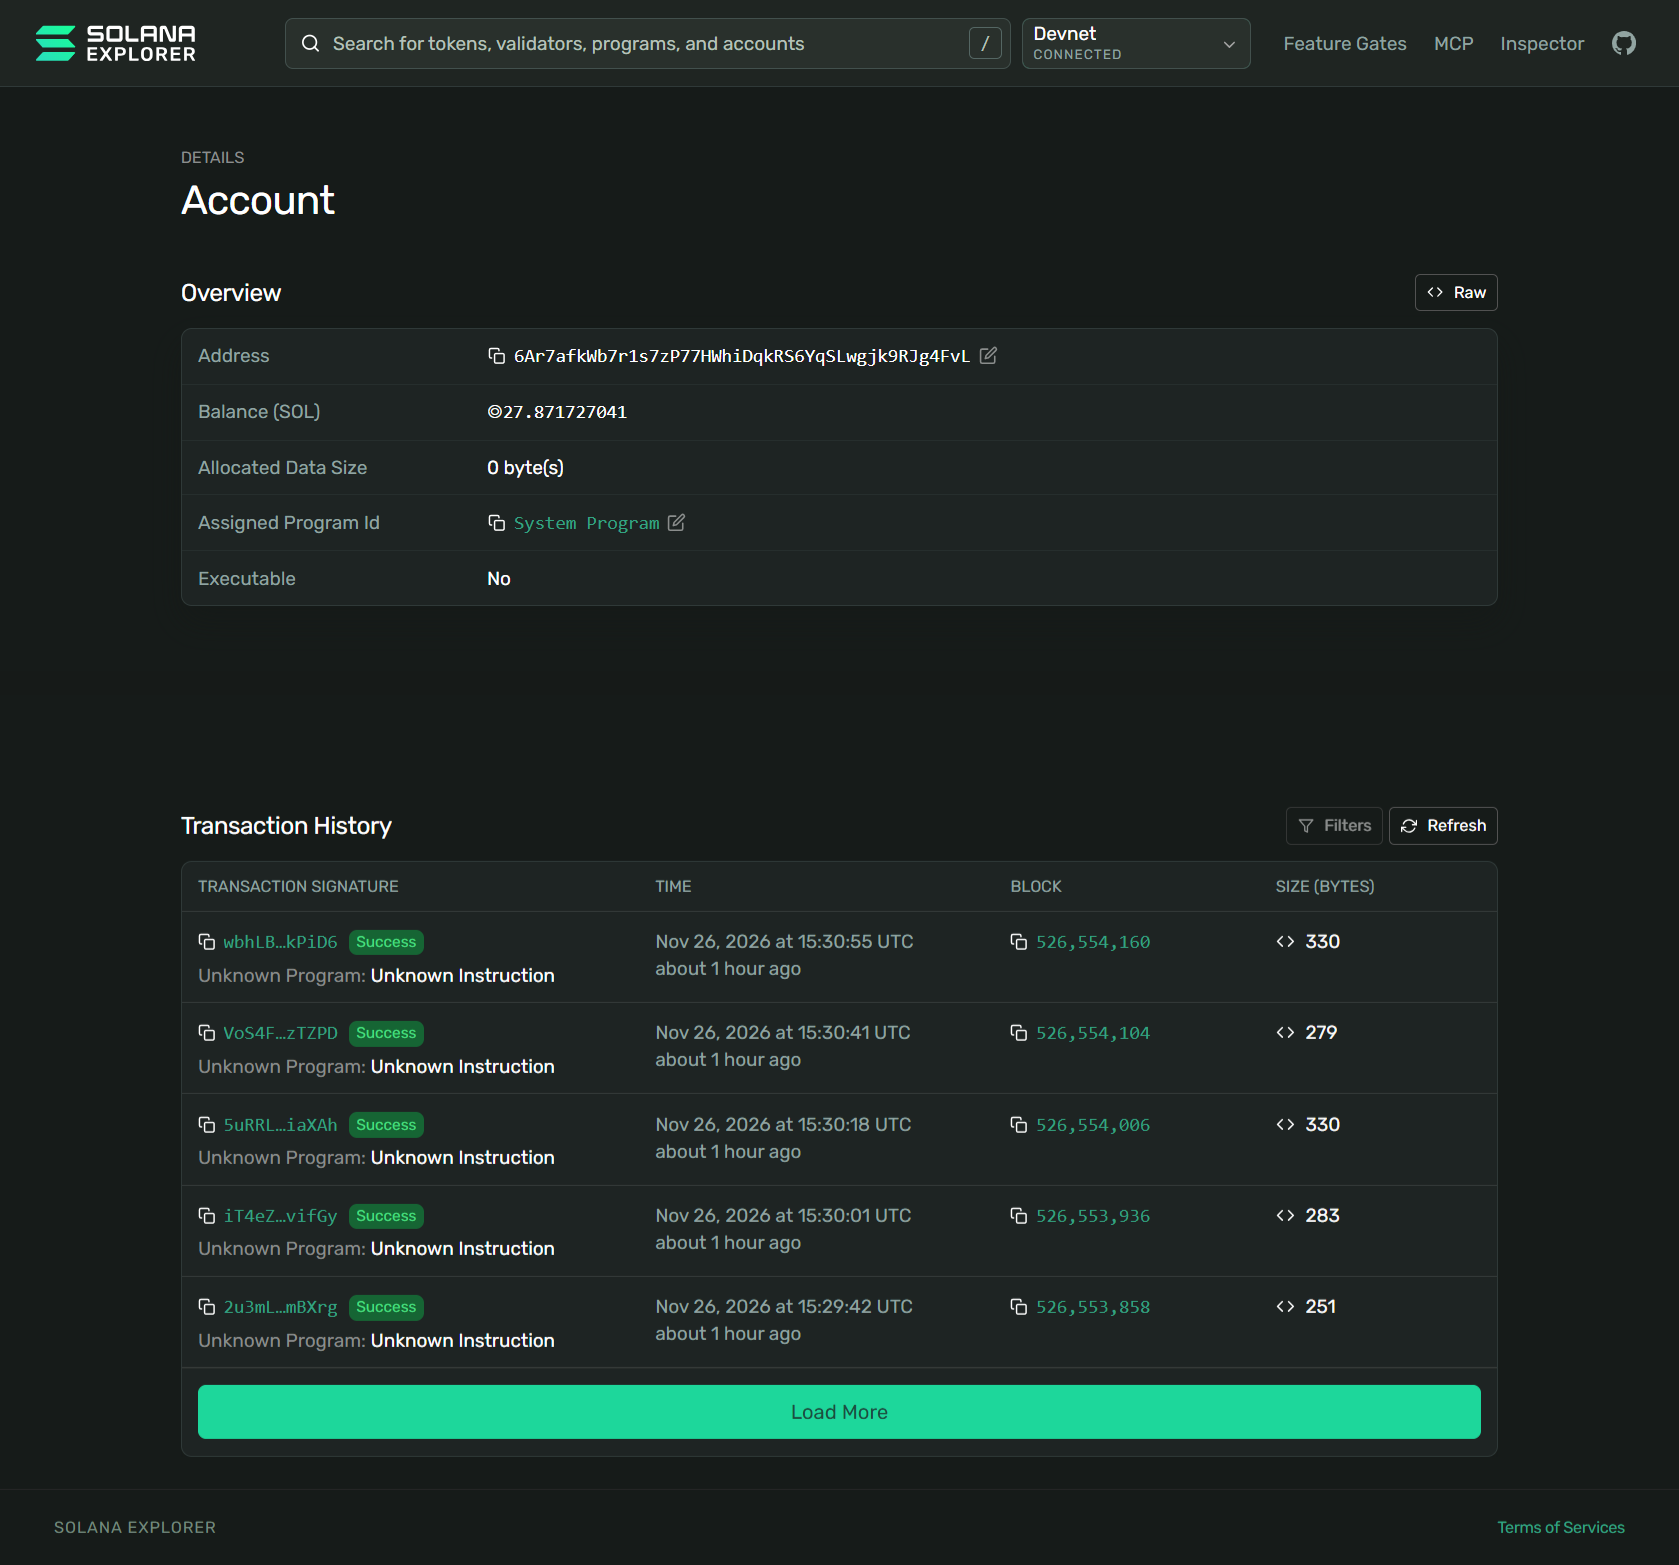 SOLANA
EXPLORER
Search for tokens, validators, programs, and accounts
/
Devnet
CONNECTED
Feature Gates
MCP
Inspector
DETAILS
Account
Overview
Raw
Address
6Ar7afkWb7r1s7zP77HWhiDqkRS6YqSLwgjk9RJg4FvL
Balance (SOL)
◎27.871727041
Allocated Data Size
0 byte(s)
Assigned Program Id
System Program
Executable
No
Transaction History
Filters
Refresh
TRANSACTION SIGNATURE
TIME
BLOCK
SIZE (BYTES)
wbhLB…kPiD6
Success
Nov 26, 2026 at 15:30:55 UTC
526,554,160
330
about 1 hour ago
Unknown Program: Unknown Instruction
VoS4F…zTZPD
Success
Nov 26, 2026 at 15:30:41 UTC
526,554,104
279
about 1 hour ago
Unknown Program: Unknown Instruction
5uRRL…iaXAh
Success
Nov 26, 2026 at 15:30:18 UTC
526,554,006
330
about 1 hour ago
Unknown Program: Unknown Instruction
iT4eZ…vifGy
Success
Nov 26, 2026 at 15:30:01 UTC
526,553,936
283
about 1 hour ago
Unknown Program: Unknown Instruction
2u3mL…mBXrg
Success
Nov 26, 2026 at 15:29:42 UTC
526,553,858
251
about 1 hour ago
Unknown Program: Unknown Instruction
Load More
SOLANA EXPLORER
Terms of Services